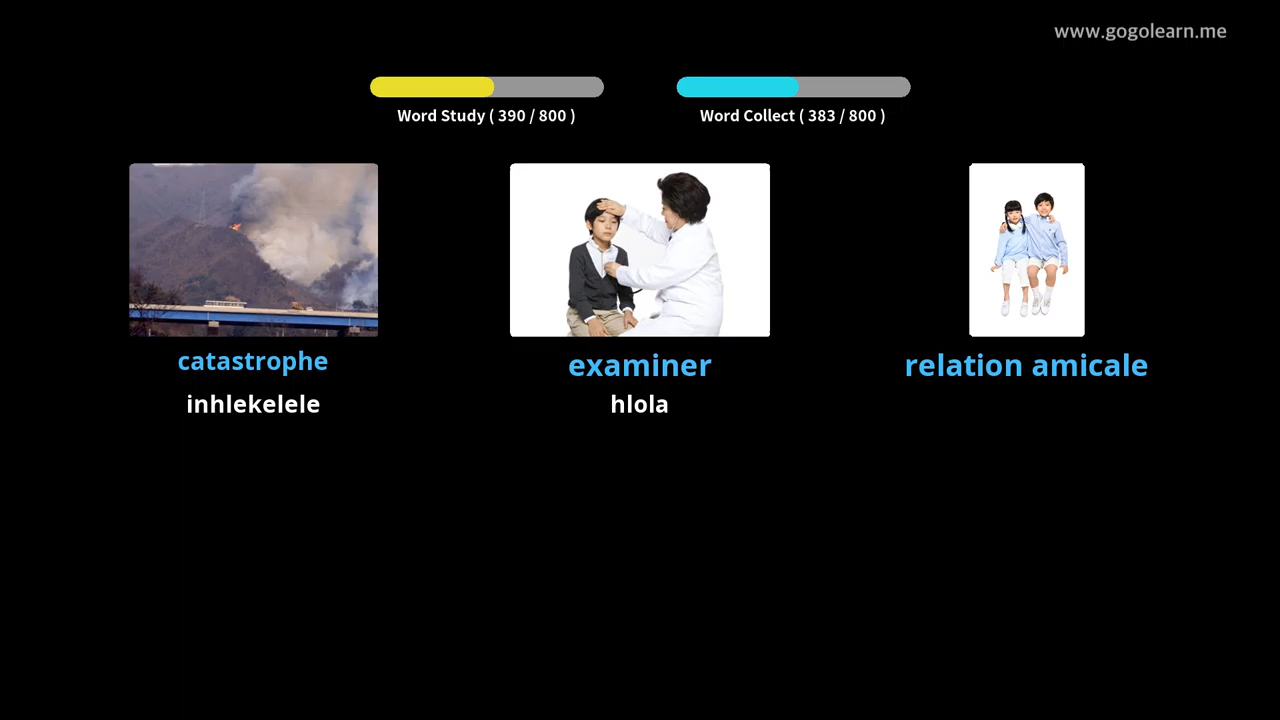 www.gogolearn.me
Word Study ( 390 / 800 )
Word Collect ( 383 / 800 )
catastrophe
inhlekelele
examiner
hlola
relation amicale